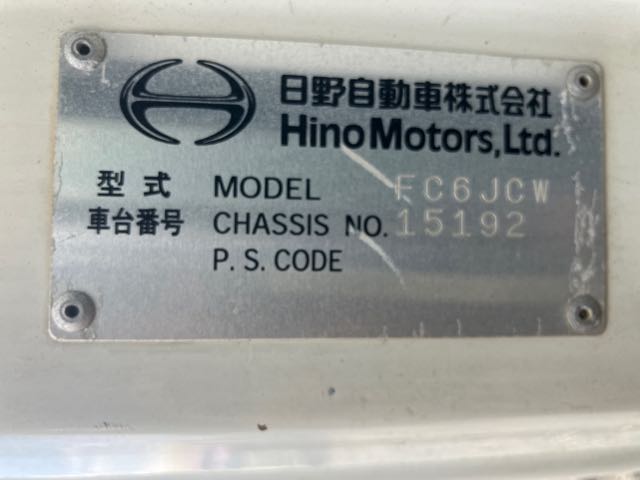 日野自動車株式会社
Hino Motors, Ltd.
型式 MODEL FC6JCW
車台番号 CHASSIS NO. 15192
P. S. CODE